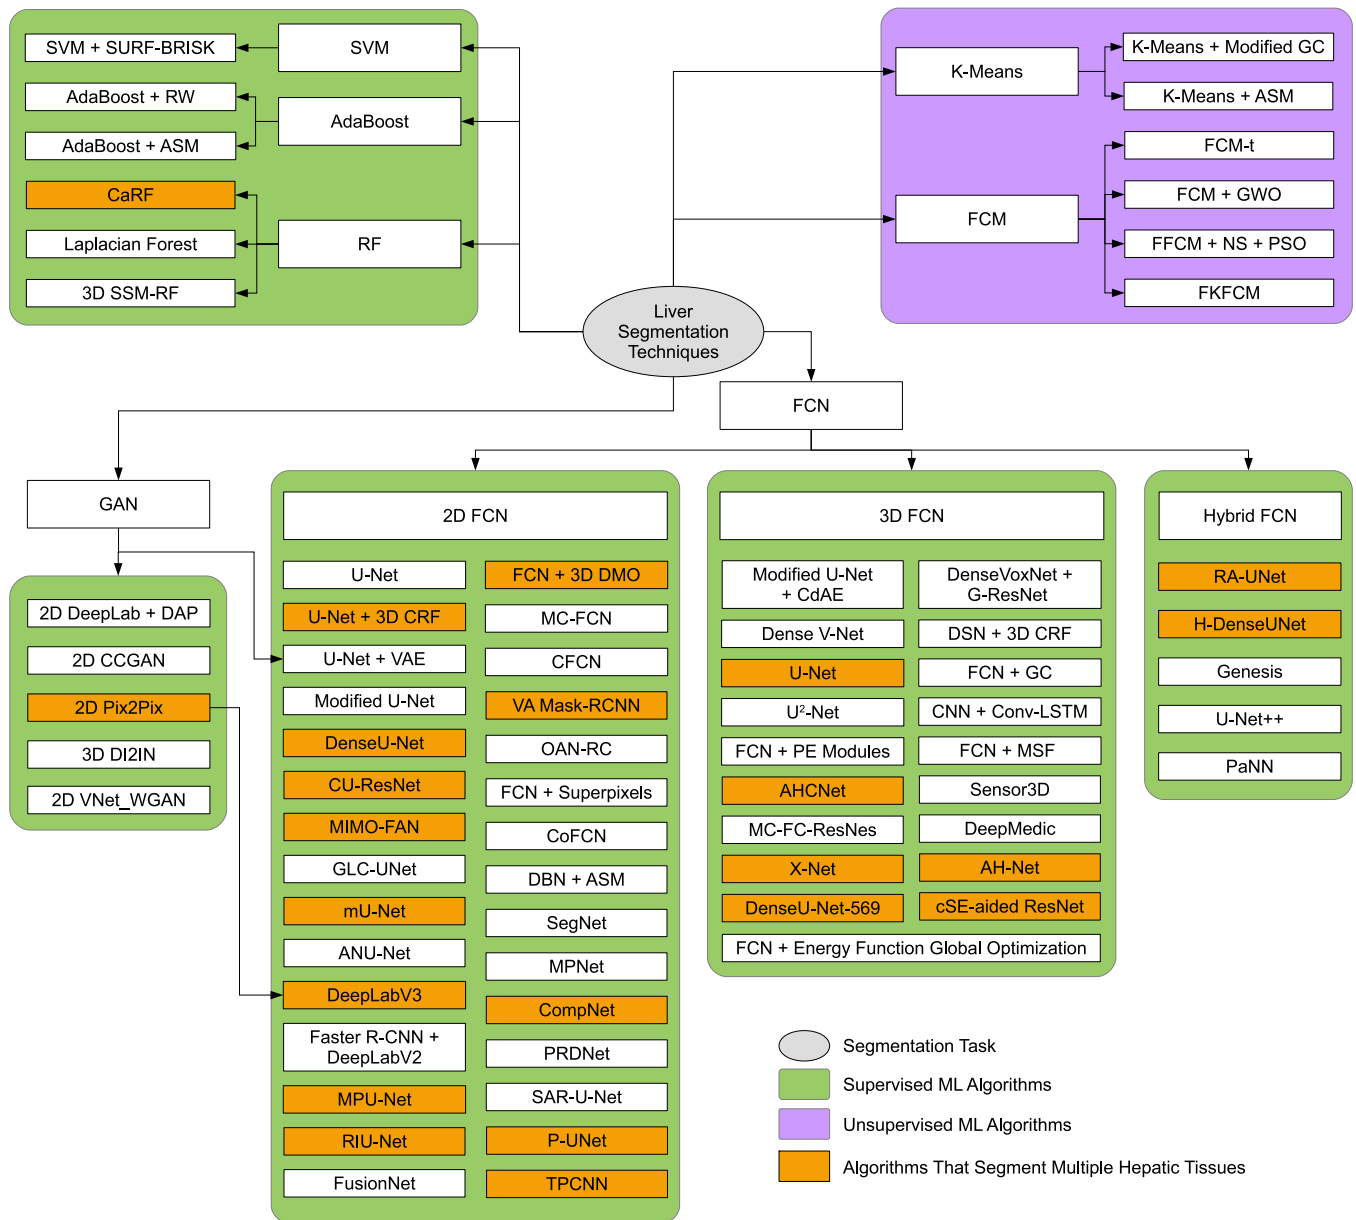 SVM + SURF-BRISK
SVM
AdaBoost + RW
AdaBoost
AdaBoost + ASM
CaRF
Laplacian Forest
RF
3D SSM-RF
K-Means
K-Means + Modified GC
K-Means + ASM
FCM
FCM-t
FCM + GWO
FFCM + NS + PSO
FKFCM
Liver
Segmentation
Techniques
FCN
GAN
2D DeepLab + DAP
2D CCGAN
2D Pix2Pix
3D DI2IN
2D VNet_WGAN
2D FCN
U-Net
U-Net + 3D CRF
U-Net + VAE
Modified U-Net
DenseU-Net
CU-ResNet
MIMO-FAN
GLC-UNet
mU-Net
ANU-Net
DeepLabV3
Faster R-CNN +
DeepLabV2
MPU-Net
RIU-Net
FusionNet
FCN + 3D DMO
MC-FCN
CFCN
VA Mask-RCNN
OAN-RC
FCN + Superpixels
CoFCN
DBN + ASM
SegNet
MPNet
CompNet
PRDNet
SAR-U-Net
P-UNet
TPCNN
3D FCN
Modified U-Net
+ CdAE
Dense V-Net
U-Net
U²-Net
FCN + PE Modules
AHCNet
MC-FC-ResNes
X-Net
DenseU-Net-569
DenseVoxNet +
G-ResNet
DSN + 3D CRF
FCN + GC
CNN + Conv-LSTM
FCN + MSF
Sensor3D
DeepMedic
AH-Net
cSE-aided ResNet
FCN + Energy Function Global Optimization
Hybrid FCN
RA-UNet
H-DenseUNet
Genesis
U-Net++
PaNN
Segmentation Task
Supervised ML Algorithms
Unsupervised ML Algorithms
Algorithms That Segment Multiple Hepatic Tissues